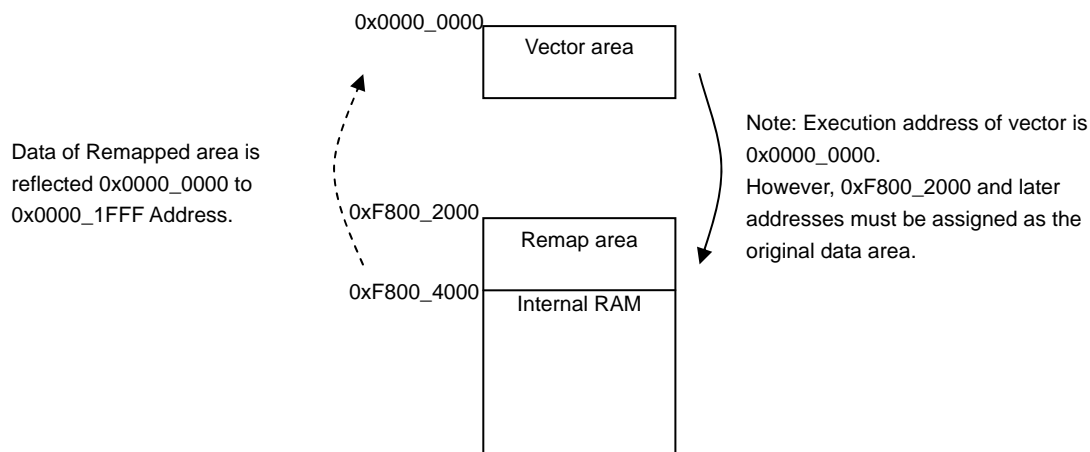 0x0000_0000
Vector area
Data of Remapped area is
reflected 0x0000_0000 to
0x0000_1FFF Address.
Note: Execution address of vector is
0x0000_0000.
However, 0xF800_2000 and later
addresses must be assigned as the
original data area.
0xF800_2000
Remap area
0xF800_4000
Internal RAM